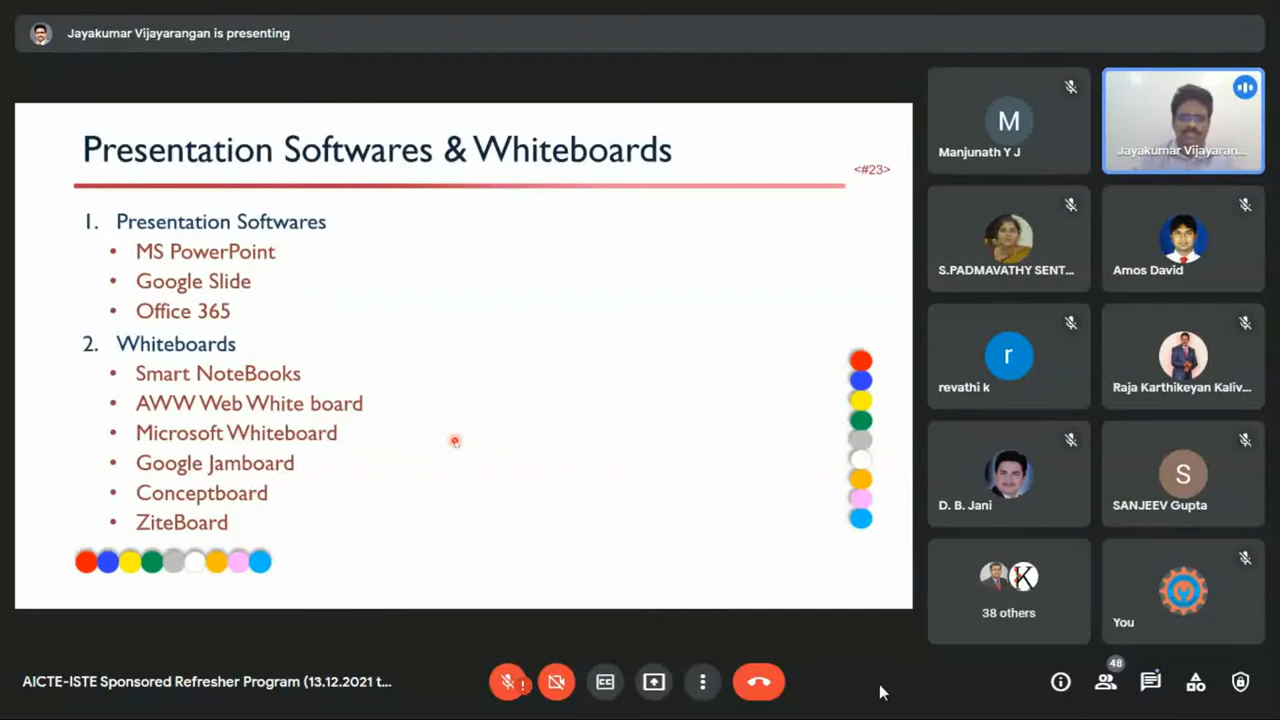 Jayakumar Vijayarangan is presenting
Presentation Softwares & Whiteboards
<#23>
1. Presentation Softwares
• MS PowerPoint
• Google Slide
• Office 365
2. Whiteboards
• Smart NoteBooks
• AWW Web White board
• Microsoft Whiteboard
• Google Jamboard
• Conceptboard
• ZiteBoard
M
Manjunath Y J
Jayakumar Vijayaran...
S.PADMAVATHY SENT...
Amos David
r
revathi k
Raja Karthikeyan Kaliv...
D. B. Jani
S
SANJEEV Gupta
K
38 others
You
AICTE-ISTE Sponsored Refresher Program (13.12.2021 t...
!
CC
48